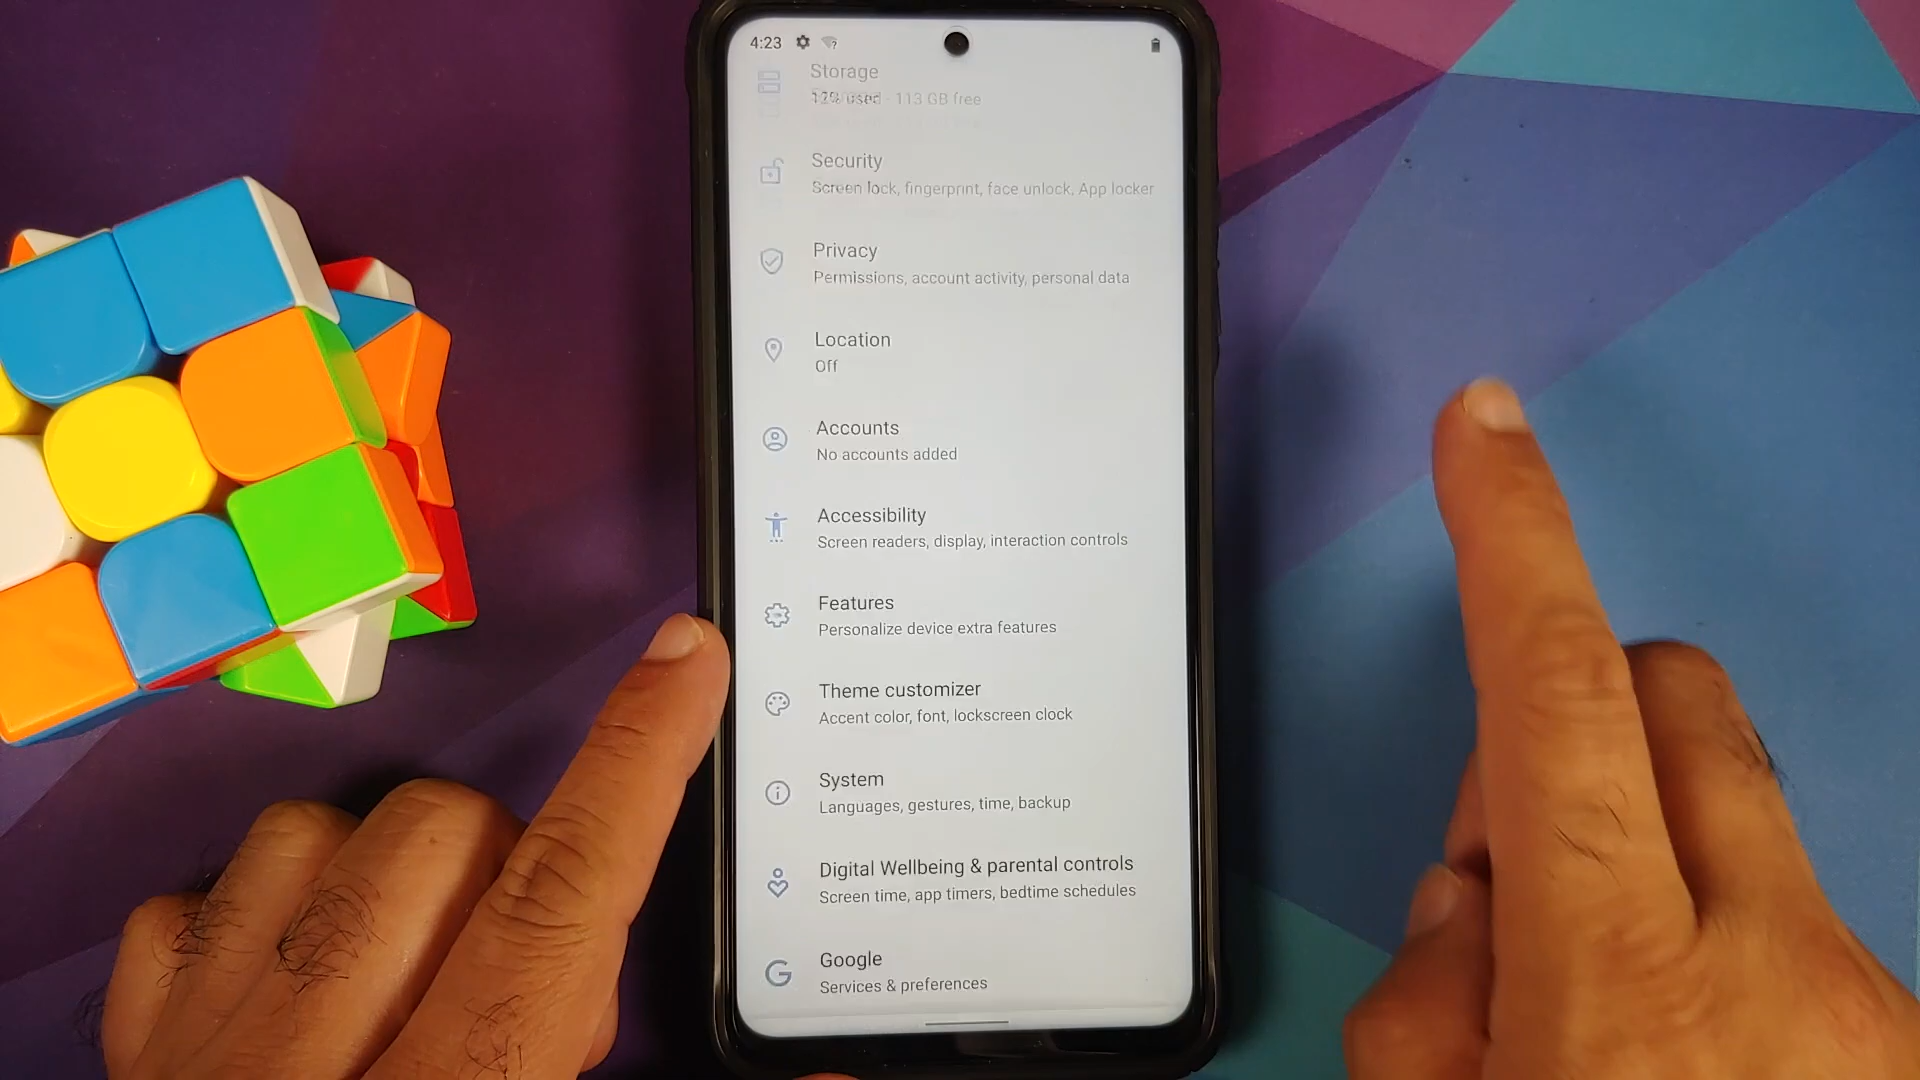 4:23
Storage
12% used - 113 GB free
Security
Screen lock, fingerprint, face unlock, App locker
Privacy
Permissions, account activity, personal data
Location
Off
Accounts
No accounts added
Accessibility
Screen readers, display, interaction controls
Features
Personalize device extra features
Theme customizer
Accent color, font, lockscreen clock
System
Languages, gestures, time, backup
Digital Wellbeing & parental controls
Screen time, app timers, bedtime schedules
Google
Services & preferences